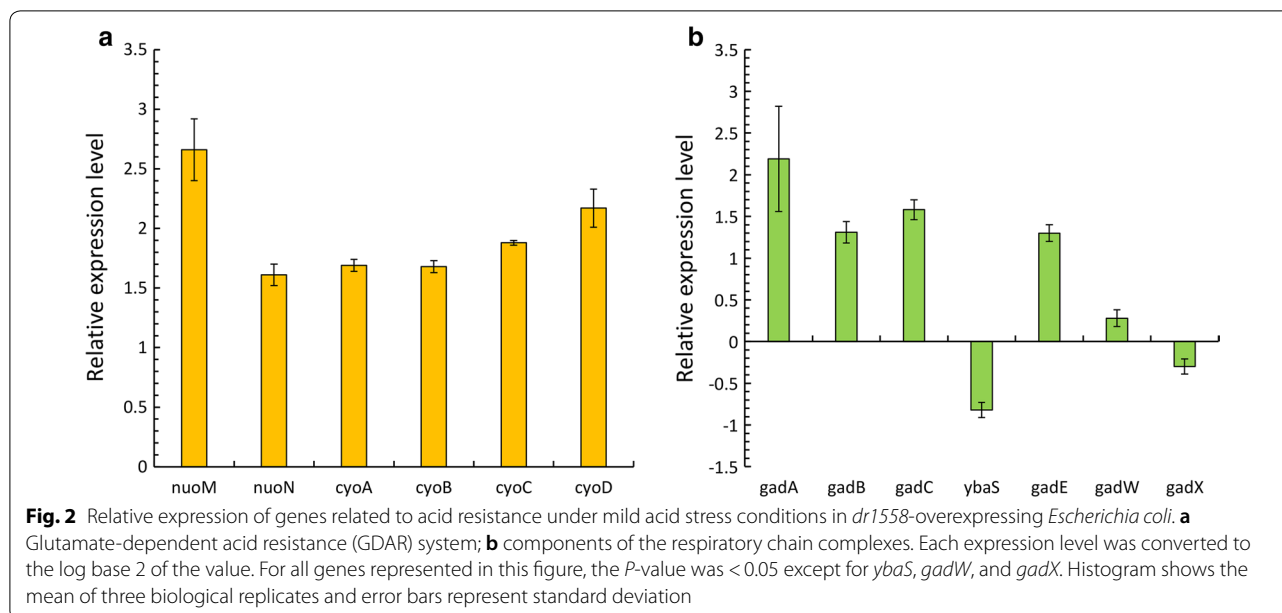 a
3.5
3
2.5
2
1.5
1
0.5
0
Relative expression level
nuoM nuoN cyoA cyoB cyoC cyoD
b
3.5
3
2.5
2
1.5
1
0.5
0
-0.5
-1
-1.5
Relative expression level
gadA gadB gadC ybaS gadE gadW gadX
Fig. 2 Relative expression of genes related to acid resistance under mild acid stress conditions in dr1558-overexpressing Escherichia coli. a
Glutamate-dependent acid resistance (GDAR) system; b components of the respiratory chain complexes. Each expression level was converted to
the log base 2 of the value. For all genes represented in this figure, the P-value was < 0.05 except for ybaS, gadW, and gadX. Histogram shows the
mean of three biological replicates and error bars represent standard deviation